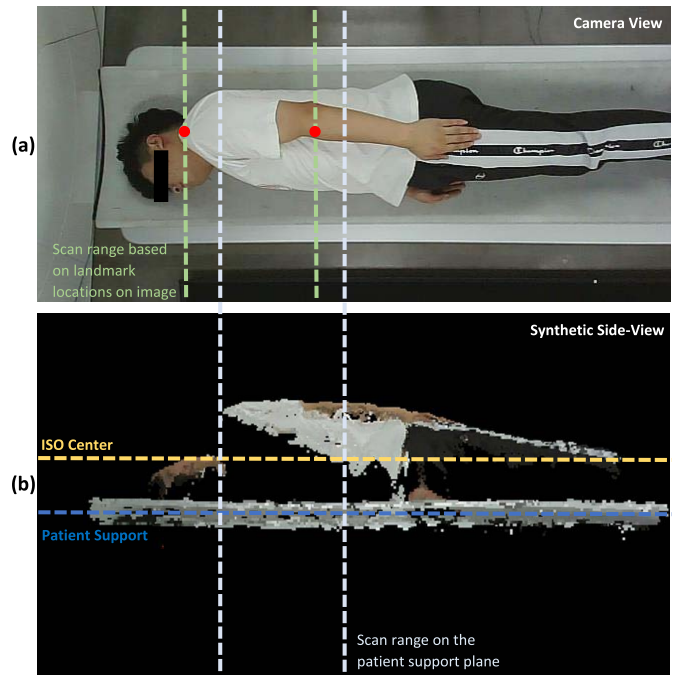 Camera View
(a)
mpion
Champion
Scan range based
on landmark
locations on image
Synthetic Side-View
ISO Center
(b)
Patient Support
Scan range on the
patient support plane